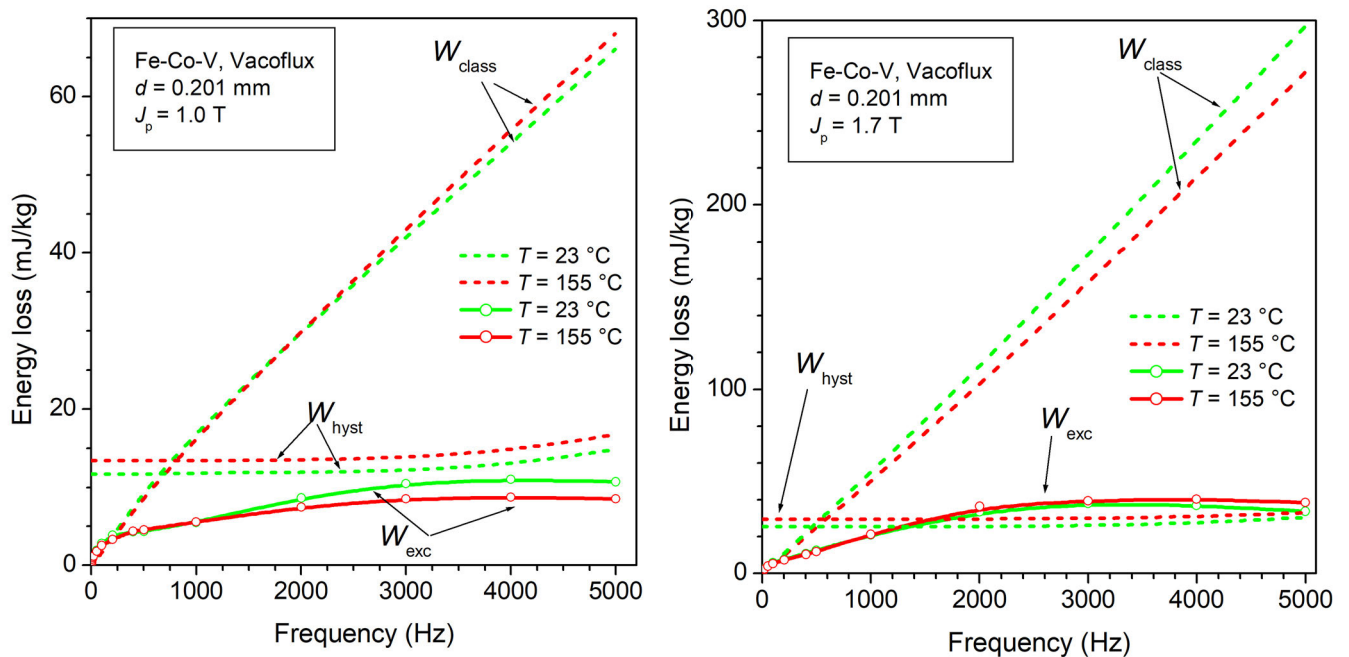 Fe-Co-V, Vacoflux
d = 0.201 mm
Jp = 1.0 T
Wclass
60
40
20
0
Energy loss (mJ/kg)
T = 23 °C
T = 155 °C
T = 23 °C
T = 155 °C
Whyst
Wexc
0 1000 2000 3000 4000 5000
Frequency (Hz)
Fe-Co-V, Vacoflux
d = 0.201 mm
Jp = 1.7 T
Wclass
300
200
100
0
Energy loss (mJ/kg)
T = 23 °C
T = 155 °C
T = 23 °C
T = 155 °C
Whyst
Wexc
0 1000 2000 3000 4000 5000
Frequency (Hz)